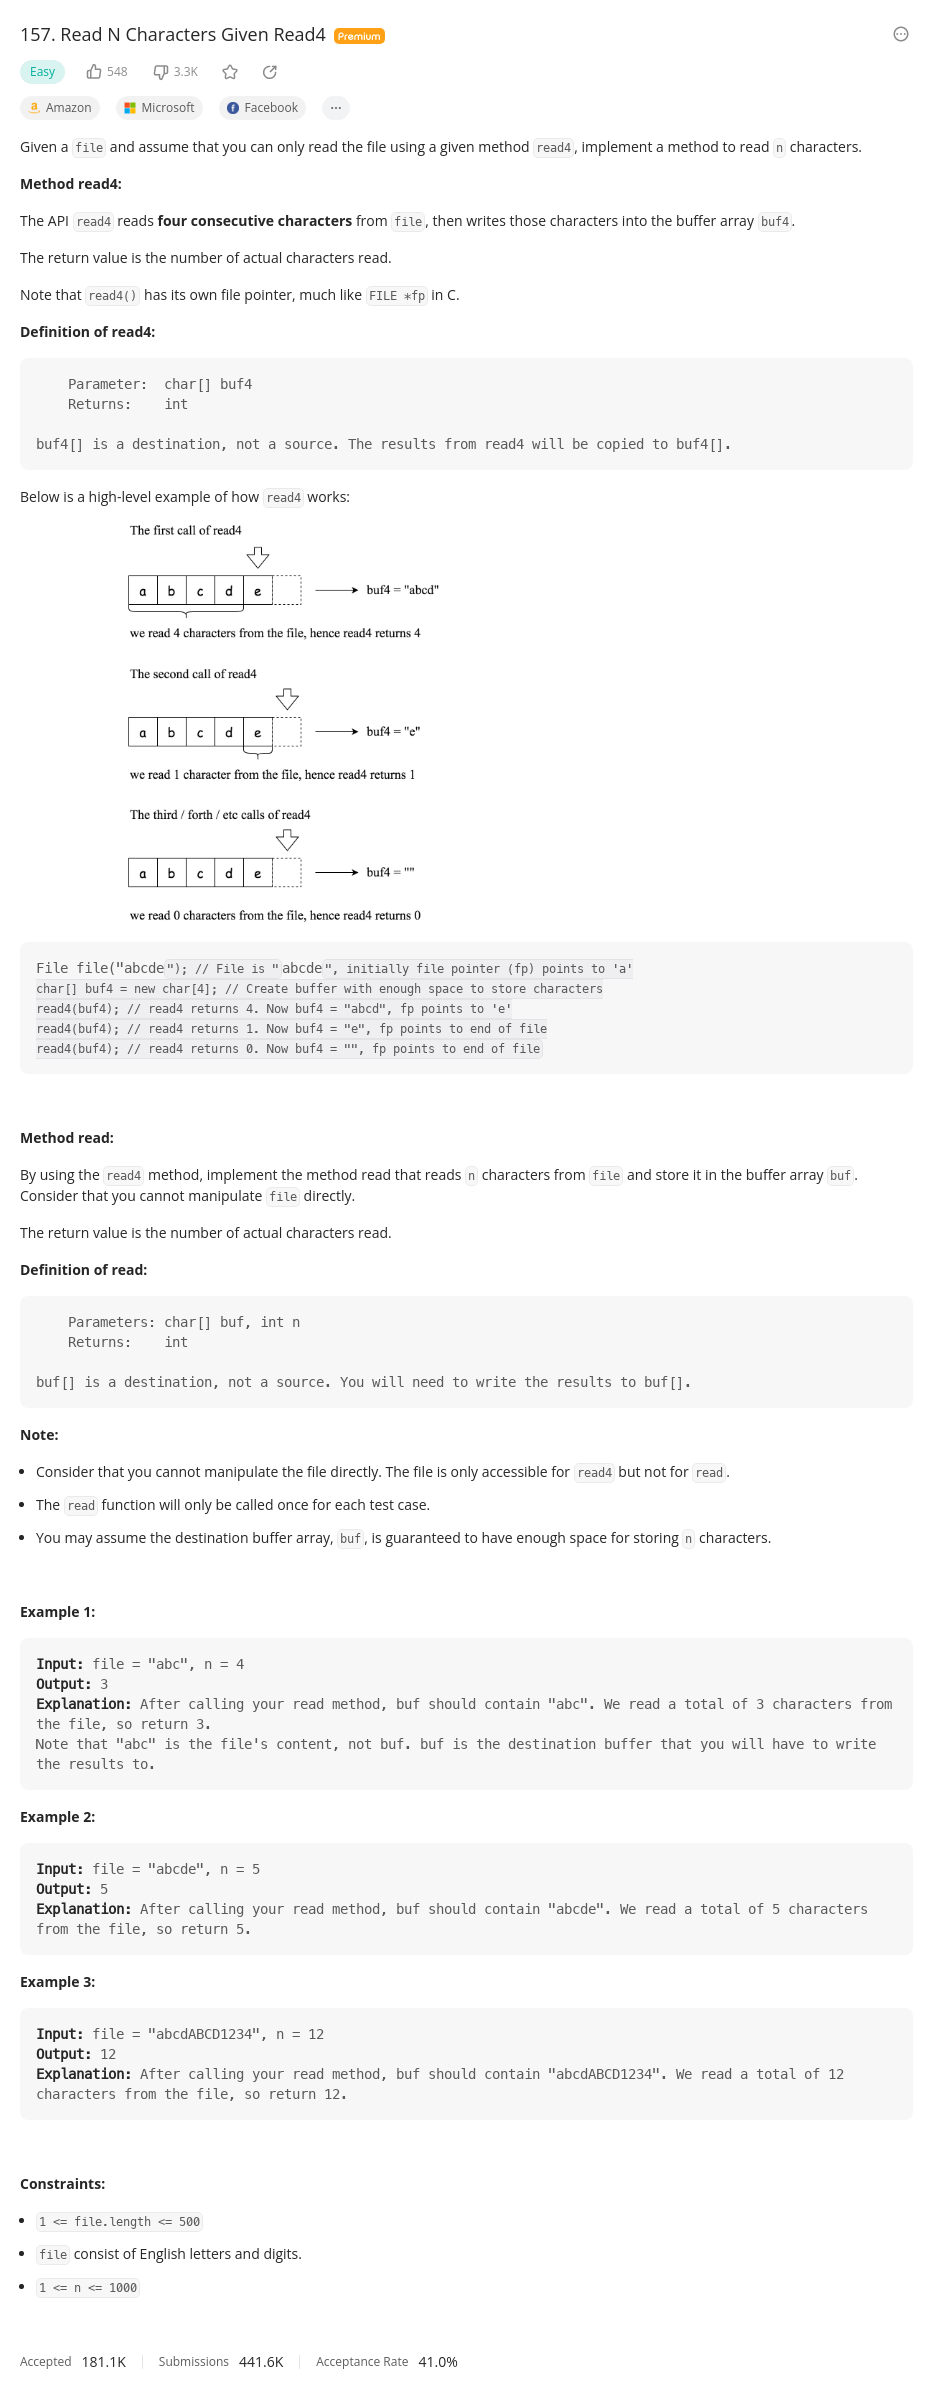 157. Read N Characters Given Read4 Premium
Easy 548 3.3K
Amazon Microsoft Facebook ...
Given a file and assume that you can only read the file using a given method read4, implement a method to read n characters.
Method read4:
The API read4 reads four consecutive characters from file, then writes those characters into the buffer array buf4.
The return value is the number of actual characters read.
Note that read4() has its own file pointer, much like FILE *fp in C.
Definition of read4:
Parameter:  char[] buf4
Returns:    int
buf4[] is a destination, not a source. The results from read4 will be copied to buf4[].
Below is a high-level example of how read4 works:
The first call of read4
a b c d e buf4 = "abcd"
we read 4 characters from the file, hence read4 returns 4
The second call of read4
a b c d e buf4 = "e"
we read 1 character from the file, hence read4 returns 1
The third / forth / etc calls of read4
a b c d e buf4 = ""
we read 0 characters from the file, hence read4 returns 0
File file("abcde"); // File is "abcde", initially file pointer (fp) points to 'a'
char[] buf4 = new char[4]; // Create buffer with enough space to store characters
read4(buf4); // read4 returns 4. Now buf4 = "abcd", fp points to 'e'
read4(buf4); // read4 returns 1. Now buf4 = "e", fp points to end of file
read4(buf4); // read4 returns 0. Now buf4 = "", fp points to end of file
Method read:
By using the read4 method, implement the method read that reads n characters from file and store it in the buffer array buf.
Consider that you cannot manipulate file directly.
The return value is the number of actual characters read.
Definition of read:
Parameters: char[] buf, int n
Returns:    int
buf[] is a destination, not a source. You will need to write the results to buf[].
Note:
• Consider that you cannot manipulate the file directly. The file is only accessible for read4 but not for read.
• The read function will only be called once for each test case.
• You may assume the destination buffer array, buf, is guaranteed to have enough space for storing n characters.
Example 1:
Input: file = "abc", n = 4
Output: 3
Explanation: After calling your read method, buf should contain "abc". We read a total of 3 characters from
the file, so return 3.
Note that "abc" is the file's content, not buf. buf is the destination buffer that you will have to write
the results to.
Example 2:
Input: file = "abcde", n = 5
Output: 5
Explanation: After calling your read method, buf should contain "abcde". We read a total of 5 characters
from the file, so return 5.
Example 3:
Input: file = "abcdABCD1234", n = 12
Output: 12
Explanation: After calling your read method, buf should contain "abcdABCD1234". We read a total of 12
characters from the file, so return 12.
Constraints:
• 1 <= file.length <= 500
• file consist of English letters and digits.
• 1 <= n <= 1000
Accepted 181.1K Submissions 441.6K Acceptance Rate 41.0%